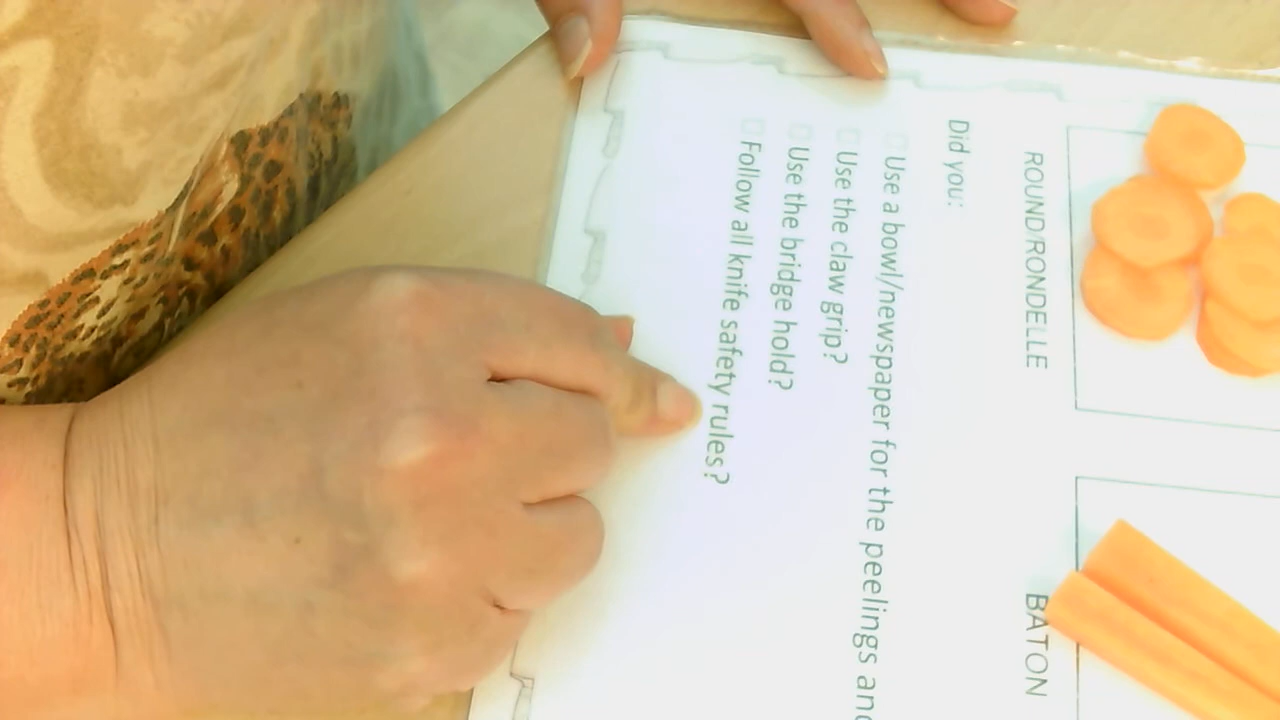 ROUND/RONDELLE
BATON
Did you:
Use a bowl/newspaper for the peelings and
Use the claw grip?
Use the bridge hold?
Follow all knife safety rules?